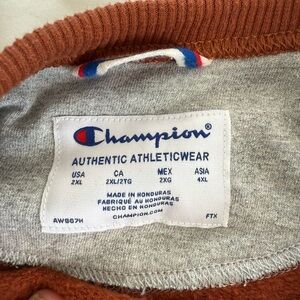 Champion®
AUTHENTIC ATHLETICWEAR
USA CA MEX ASIA
2XL 2XL/2TG 2XG 4XL
MADE IN HONDURAS
FABRIQUÉ AU HONDURAS
HECHO EN HONDURAS
CHAMPION.COM
AW887H FTX